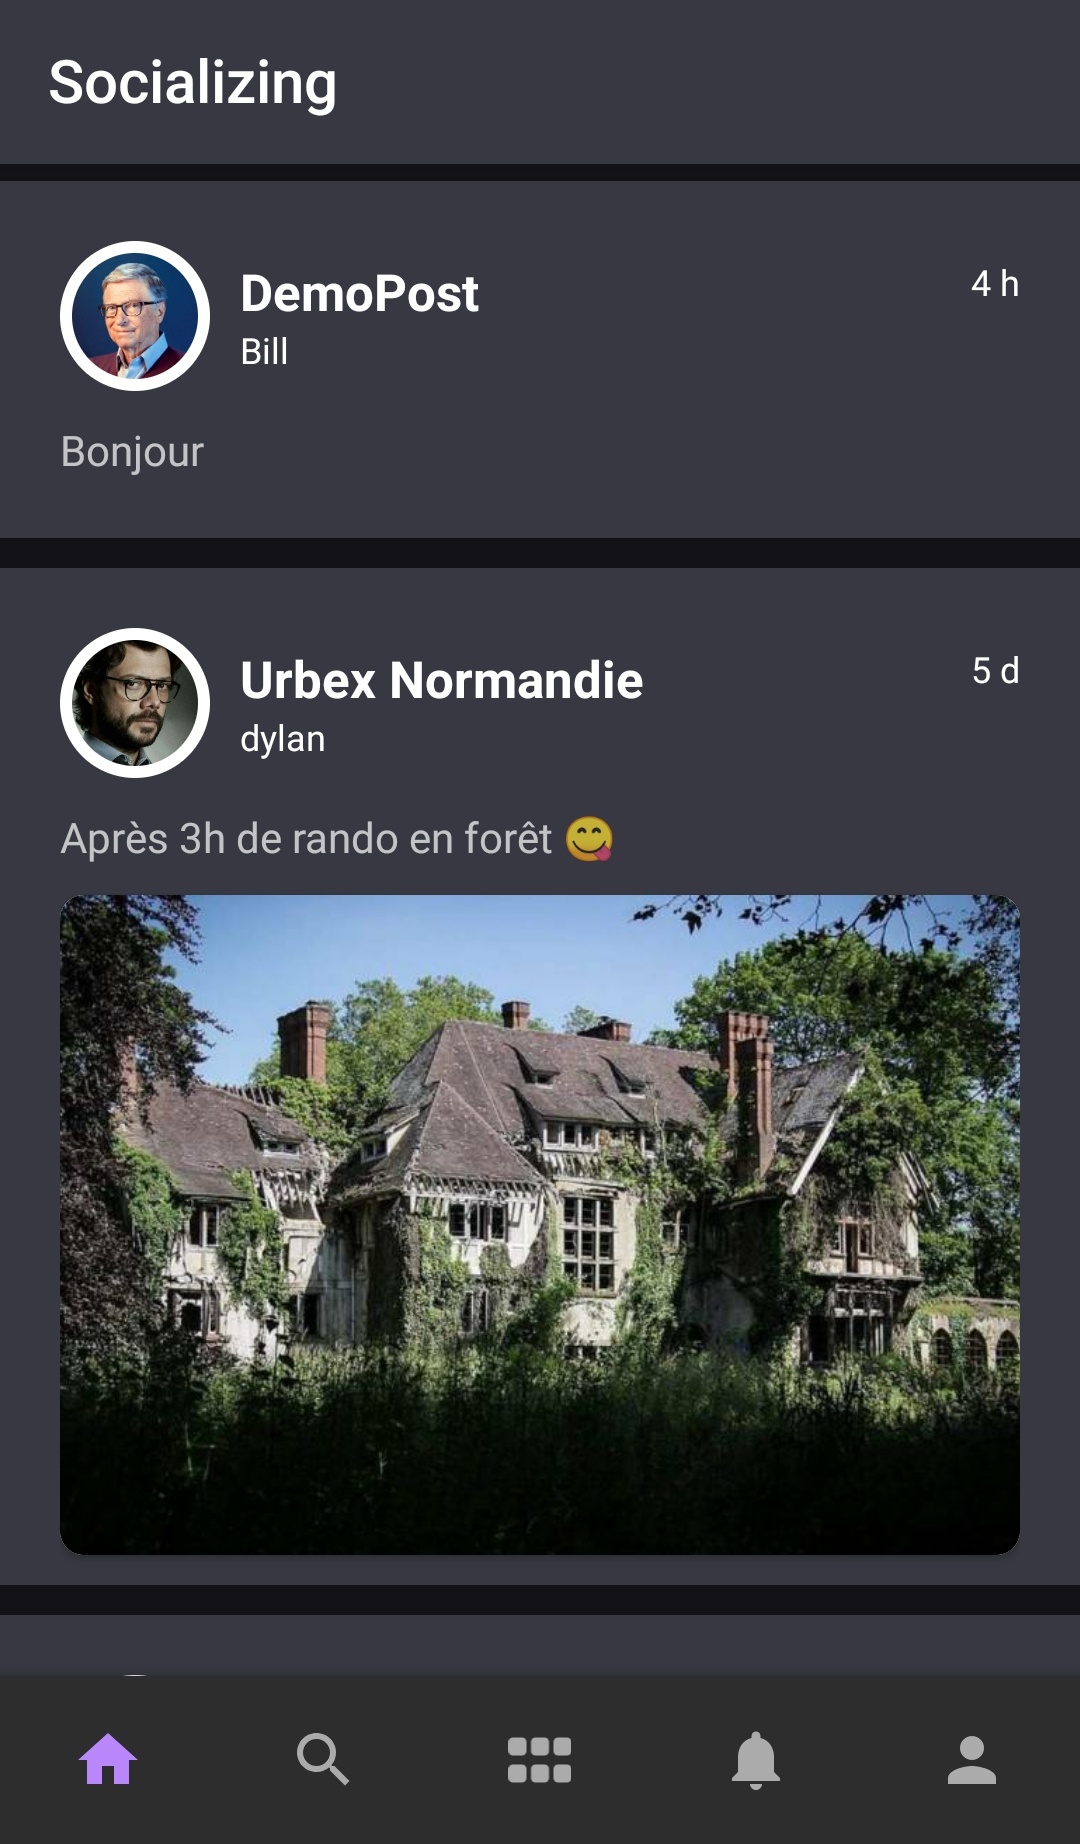 Socializing
DemoPost
4 h
Bill
Bonjour
Urbex Normandie
5 d
dylan
Après 3h de rando en forêt 😋